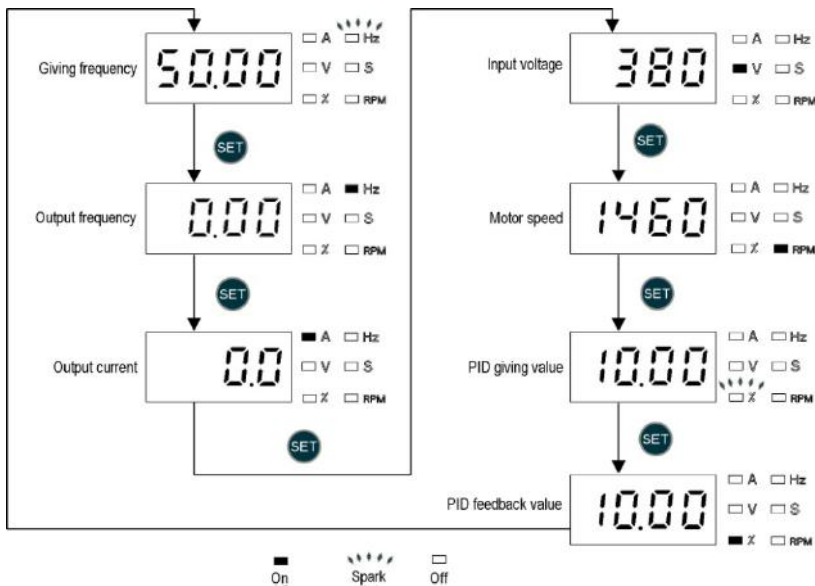 Giving frequency
50.00
A Hz
V S
% RPM
SET
Output frequency
0.00
A Hz
V S
% RPM
SET
Output current
0.0
A Hz
V S
% RPM
SET
Input voltage
380
A Hz
V S
% RPM
SET
Motor speed
1460
A Hz
V S
% RPM
SET
PID giving value
10.00
A Hz
V S
% RPM
SET
PID feedback value
10.00
A Hz
V S
% RPM
On Spark Off